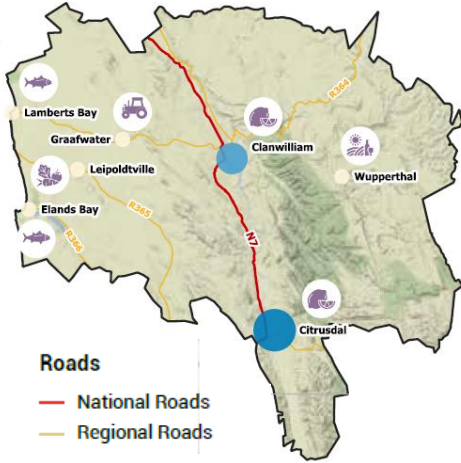 R364
Lamberts Bay
Graafwater
Clanwilliam
Leipoldtville
Wupperthal
Elands Bay
R365
R366
N7
Citrusdal
Roads
National Roads
Regional Roads